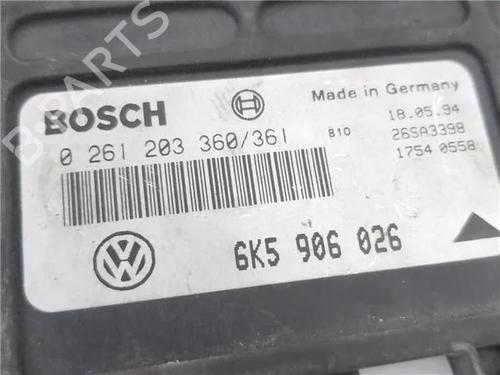 B-PARTS
BOSCH
Made in Germany
0 261 203 360/361
B10
18.05.94
26SA3398
1754 0558
6K5 906 026